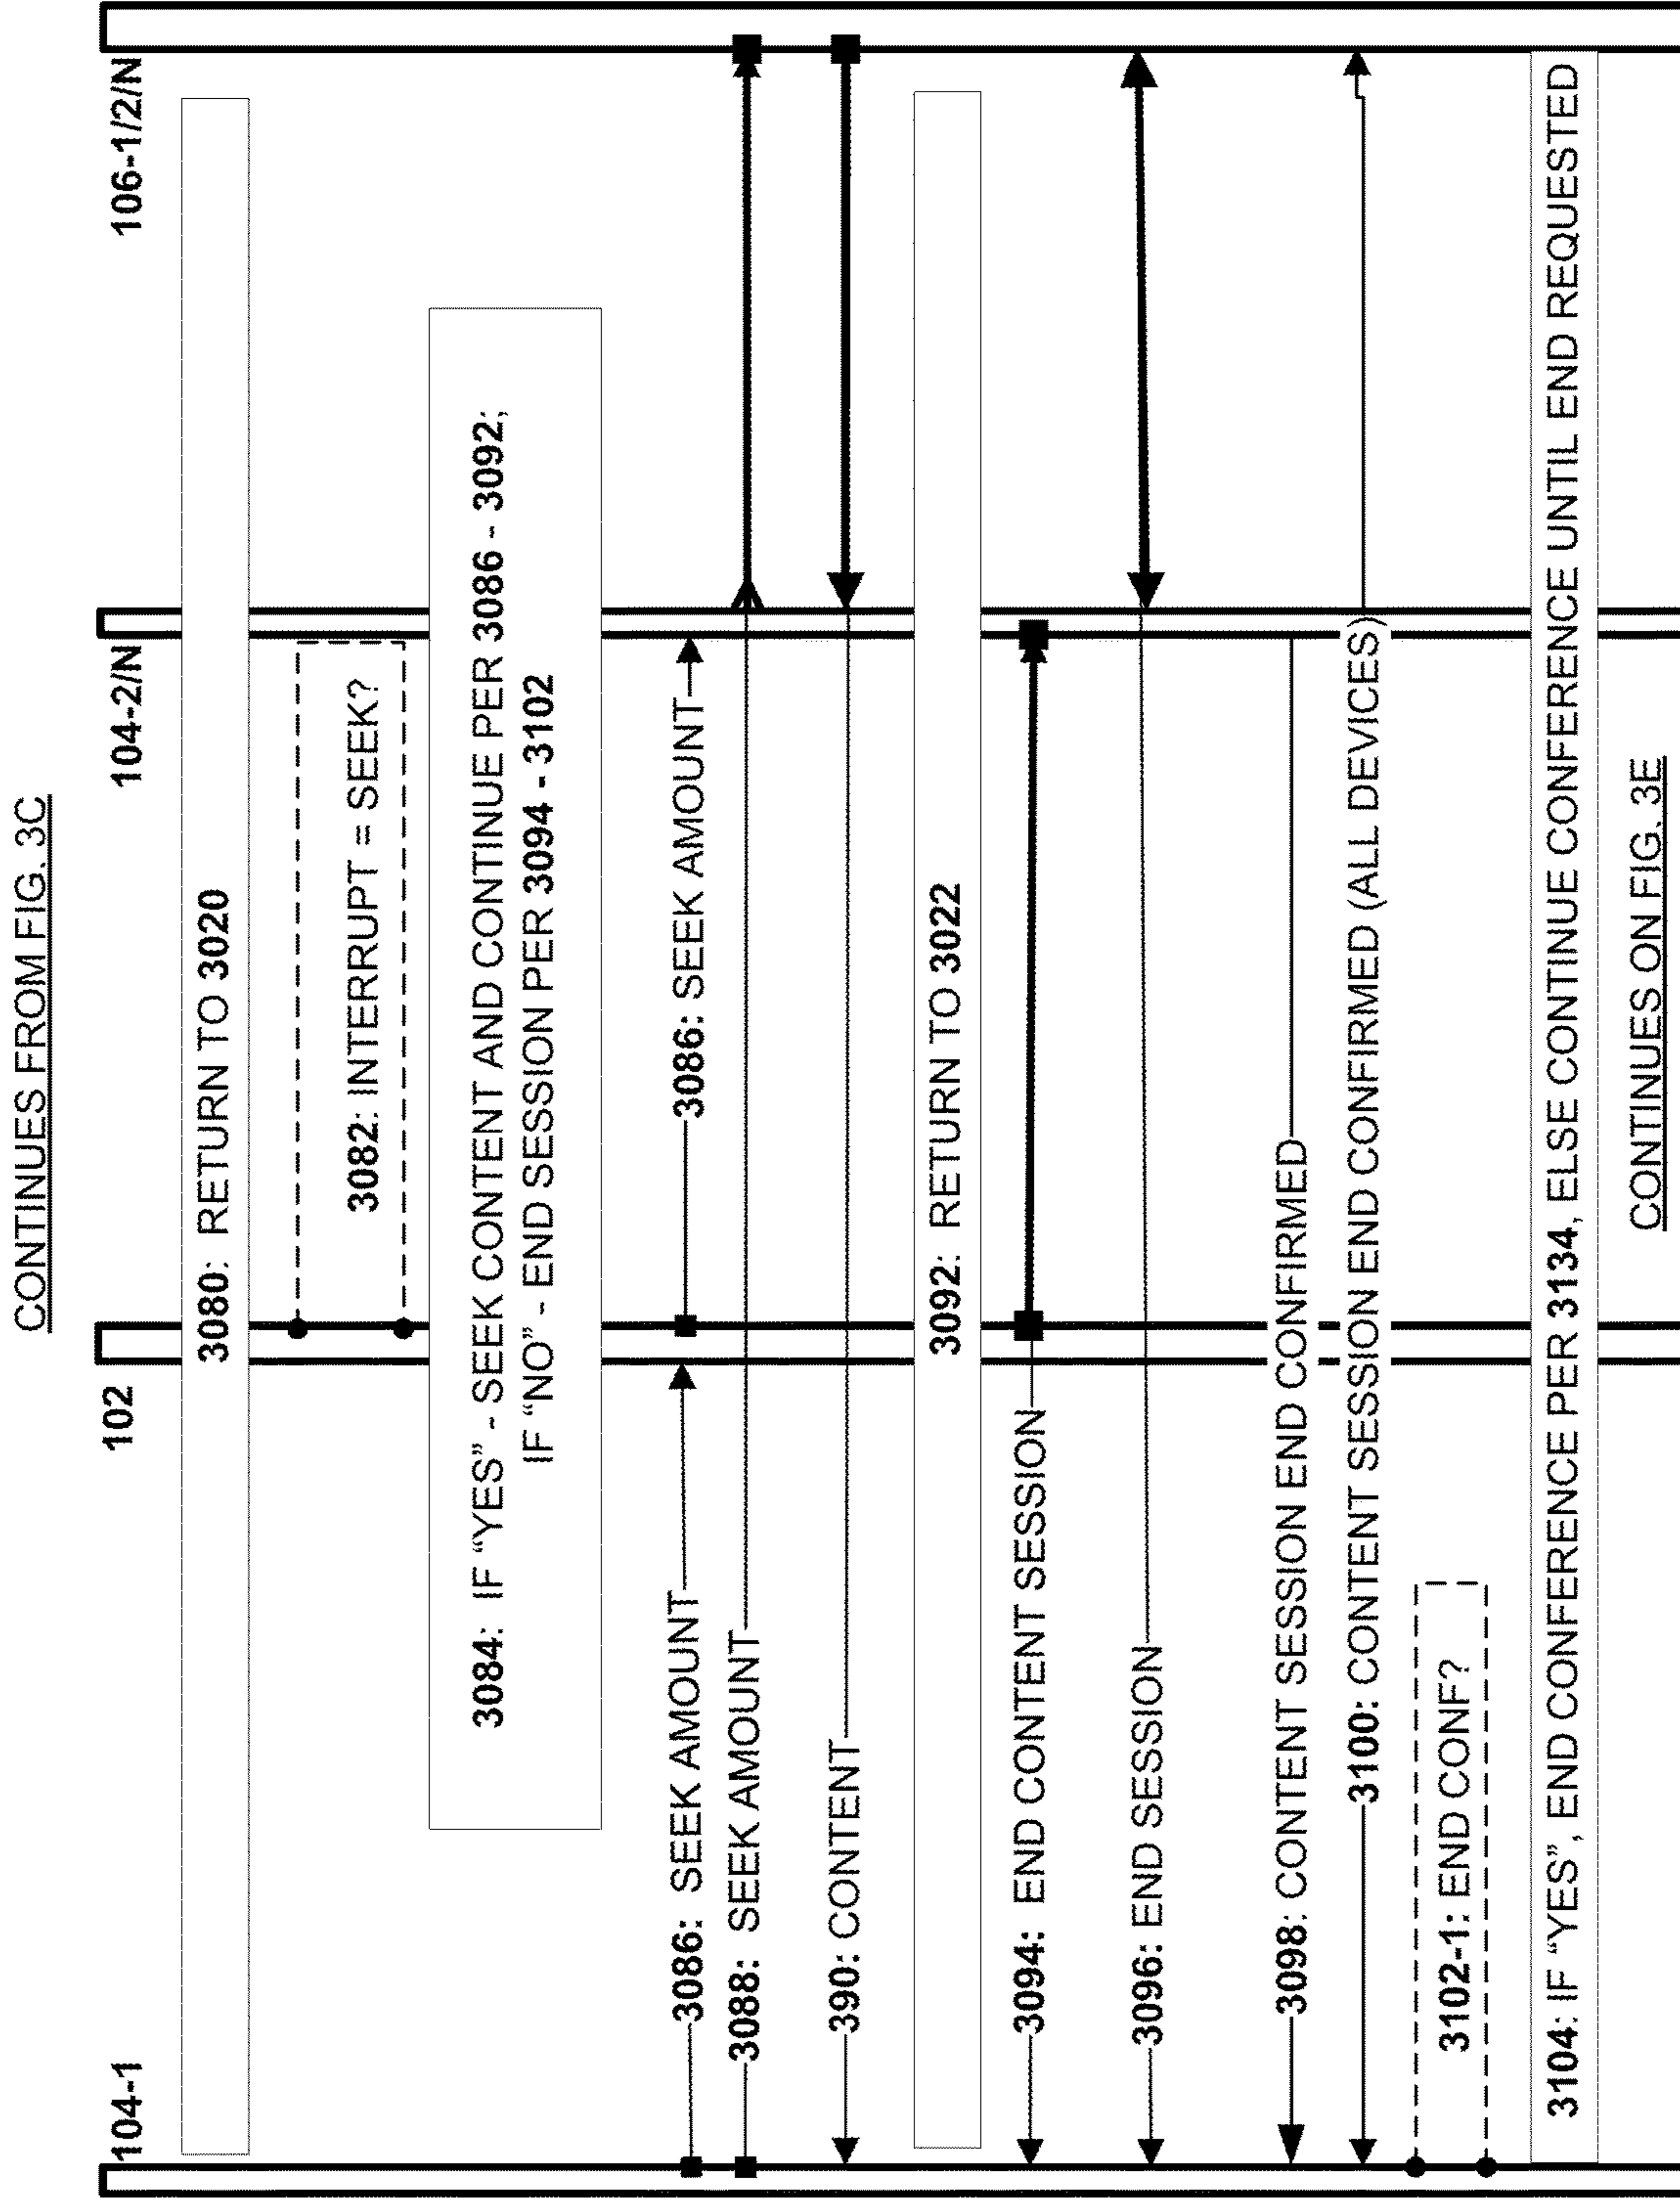 CONTINUES FROM FIG. 3C
104-1
102
104-2/N
106-1/2/N
3080: RETURN TO 3020
3082: INTERRUPT = SEEK?
3084: IF “YES” - SEEK CONTENT AND CONTINUE PER 3086 - 3092;
IF “NO” - END SESSION PER 3094 - 3102
3086: SEEK AMOUNT
3086: SEEK AMOUNT
3088: SEEK AMOUNT
390: CONTENT
3092: RETURN TO 3022
3094: END CONTENT SESSION
3096: END SESSION
3098: CONTENT SESSION END CONFIRMED
3100: CONTENT SESSION END CONFIRMED (ALL DEVICES)
3102-1: END CONF?
3104: IF “YES”, END CONFERENCE PER 3134, ELSE CONTINUE CONFERENCE UNTIL END REQUESTED
CONTINUES ON FIG. 3E